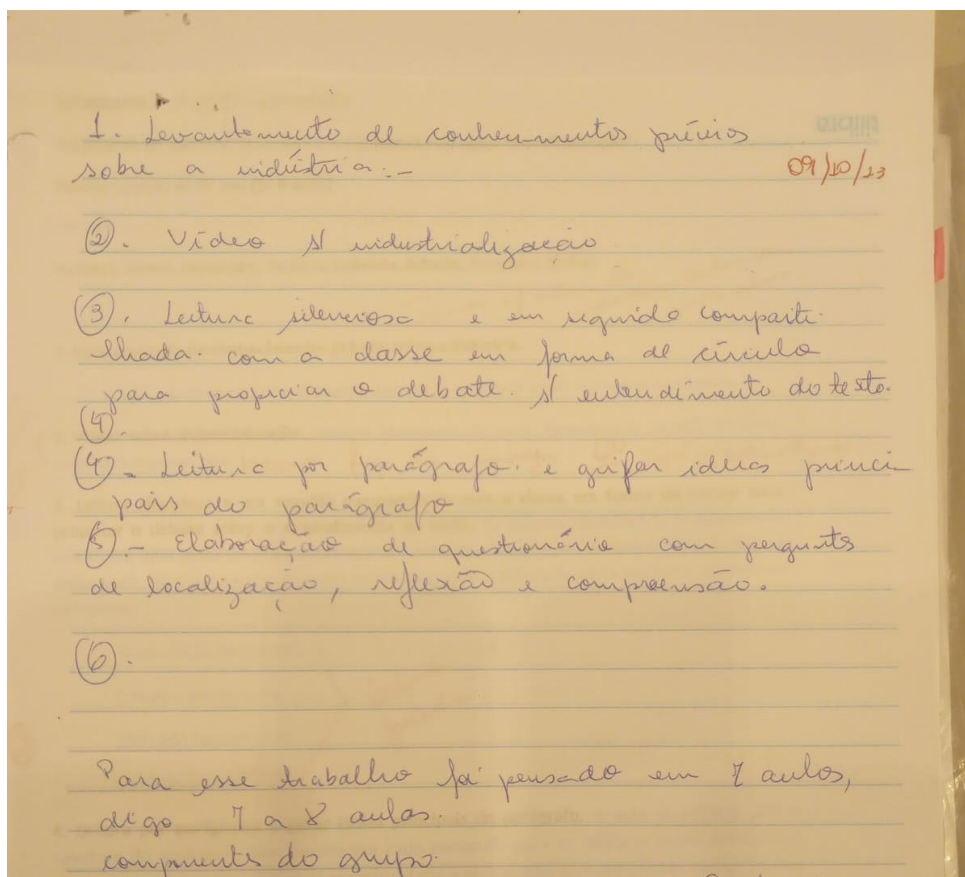 1. Levantamento de conhecimentos prévios
sobre a indústria:-
09/10/13
2. Vídeo s/ industrialização
3. Leitura silenciosa e em seguida comparti
lhada. com a classe em forma de círculo
para propiciar o debate. s/ entendimento do texto.
4.
4- Leitura por parágrafo. e grifar ideias princi-
pais do parágrafo
5.- Elaboração de questionário com perguntas
de localização, reflexão e compreensão.
6.
Para esse trabalho foi pensado em 7 aulas,
digo 7 a 8 aulas.
componentes do grupo.